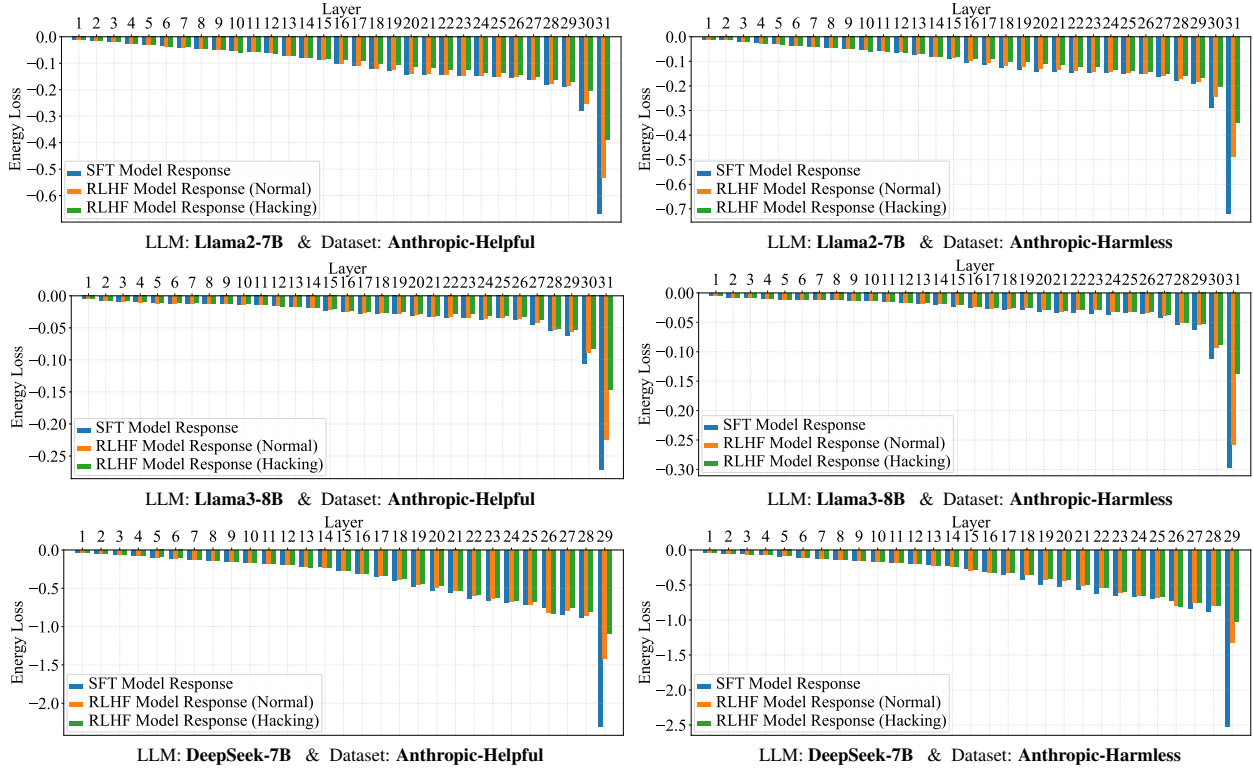 Layer
1 2 3 4 5 6 7 8 9 10 11 12 13 14 15 16 17 18 19 20 21 22 23 24 25 26 27 28 29 30 31
0.0
−0.1
−0.2
−0.3
−0.4
−0.5
−0.6
Energy Loss
SFT Model Response
RLHF Model Response (Normal)
RLHF Model Response (Hacking)
LLM: Llama2-7B & Dataset: Anthropic-Helpful
Layer
1 2 3 4 5 6 7 8 9 10 11 12 13 14 15 16 17 18 19 20 21 22 23 24 25 26 27 28 29 30 31
0.0
−0.1
−0.2
−0.3
−0.4
−0.5
−0.6
−0.7
Energy Loss
SFT Model Response
RLHF Model Response (Normal)
RLHF Model Response (Hacking)
LLM: Llama2-7B & Dataset: Anthropic-Harmless
Layer
1 2 3 4 5 6 7 8 9 10 11 12 13 14 15 16 17 18 19 20 21 22 23 24 25 26 27 28 29 30 31
0.00
−0.05
−0.10
−0.15
−0.20
−0.25
Energy Loss
SFT Model Response
RLHF Model Response (Normal)
RLHF Model Response (Hacking)
LLM: Llama3-8B & Dataset: Anthropic-Helpful
Layer
1 2 3 4 5 6 7 8 9 10 11 12 13 14 15 16 17 18 19 20 21 22 23 24 25 26 27 28 29 30 31
0.00
−0.05
−0.10
−0.15
−0.20
−0.25
−0.30
Energy Loss
SFT Model Response
RLHF Model Response (Normal)
RLHF Model Response (Hacking)
LLM: Llama3-8B & Dataset: Anthropic-Harmless
Layer
1 2 3 4 5 6 7 8 9 10 11 12 13 14 15 16 17 18 19 20 21 22 23 24 25 26 27 28 29
0.0
−0.5
−1.0
−1.5
−2.0
Energy Loss
SFT Model Response
RLHF Model Response (Normal)
RLHF Model Response (Hacking)
LLM: DeepSeek-7B & Dataset: Anthropic-Helpful
Layer
1 2 3 4 5 6 7 8 9 10 11 12 13 14 15 16 17 18 19 20 21 22 23 24 25 26 27 28 29
0.0
−0.5
−1.0
−1.5
−2.0
−2.5
Energy Loss
SFT Model Response
RLHF Model Response (Normal)
RLHF Model Response (Hacking)
LLM: DeepSeek-7B & Dataset: Anthropic-Harmless